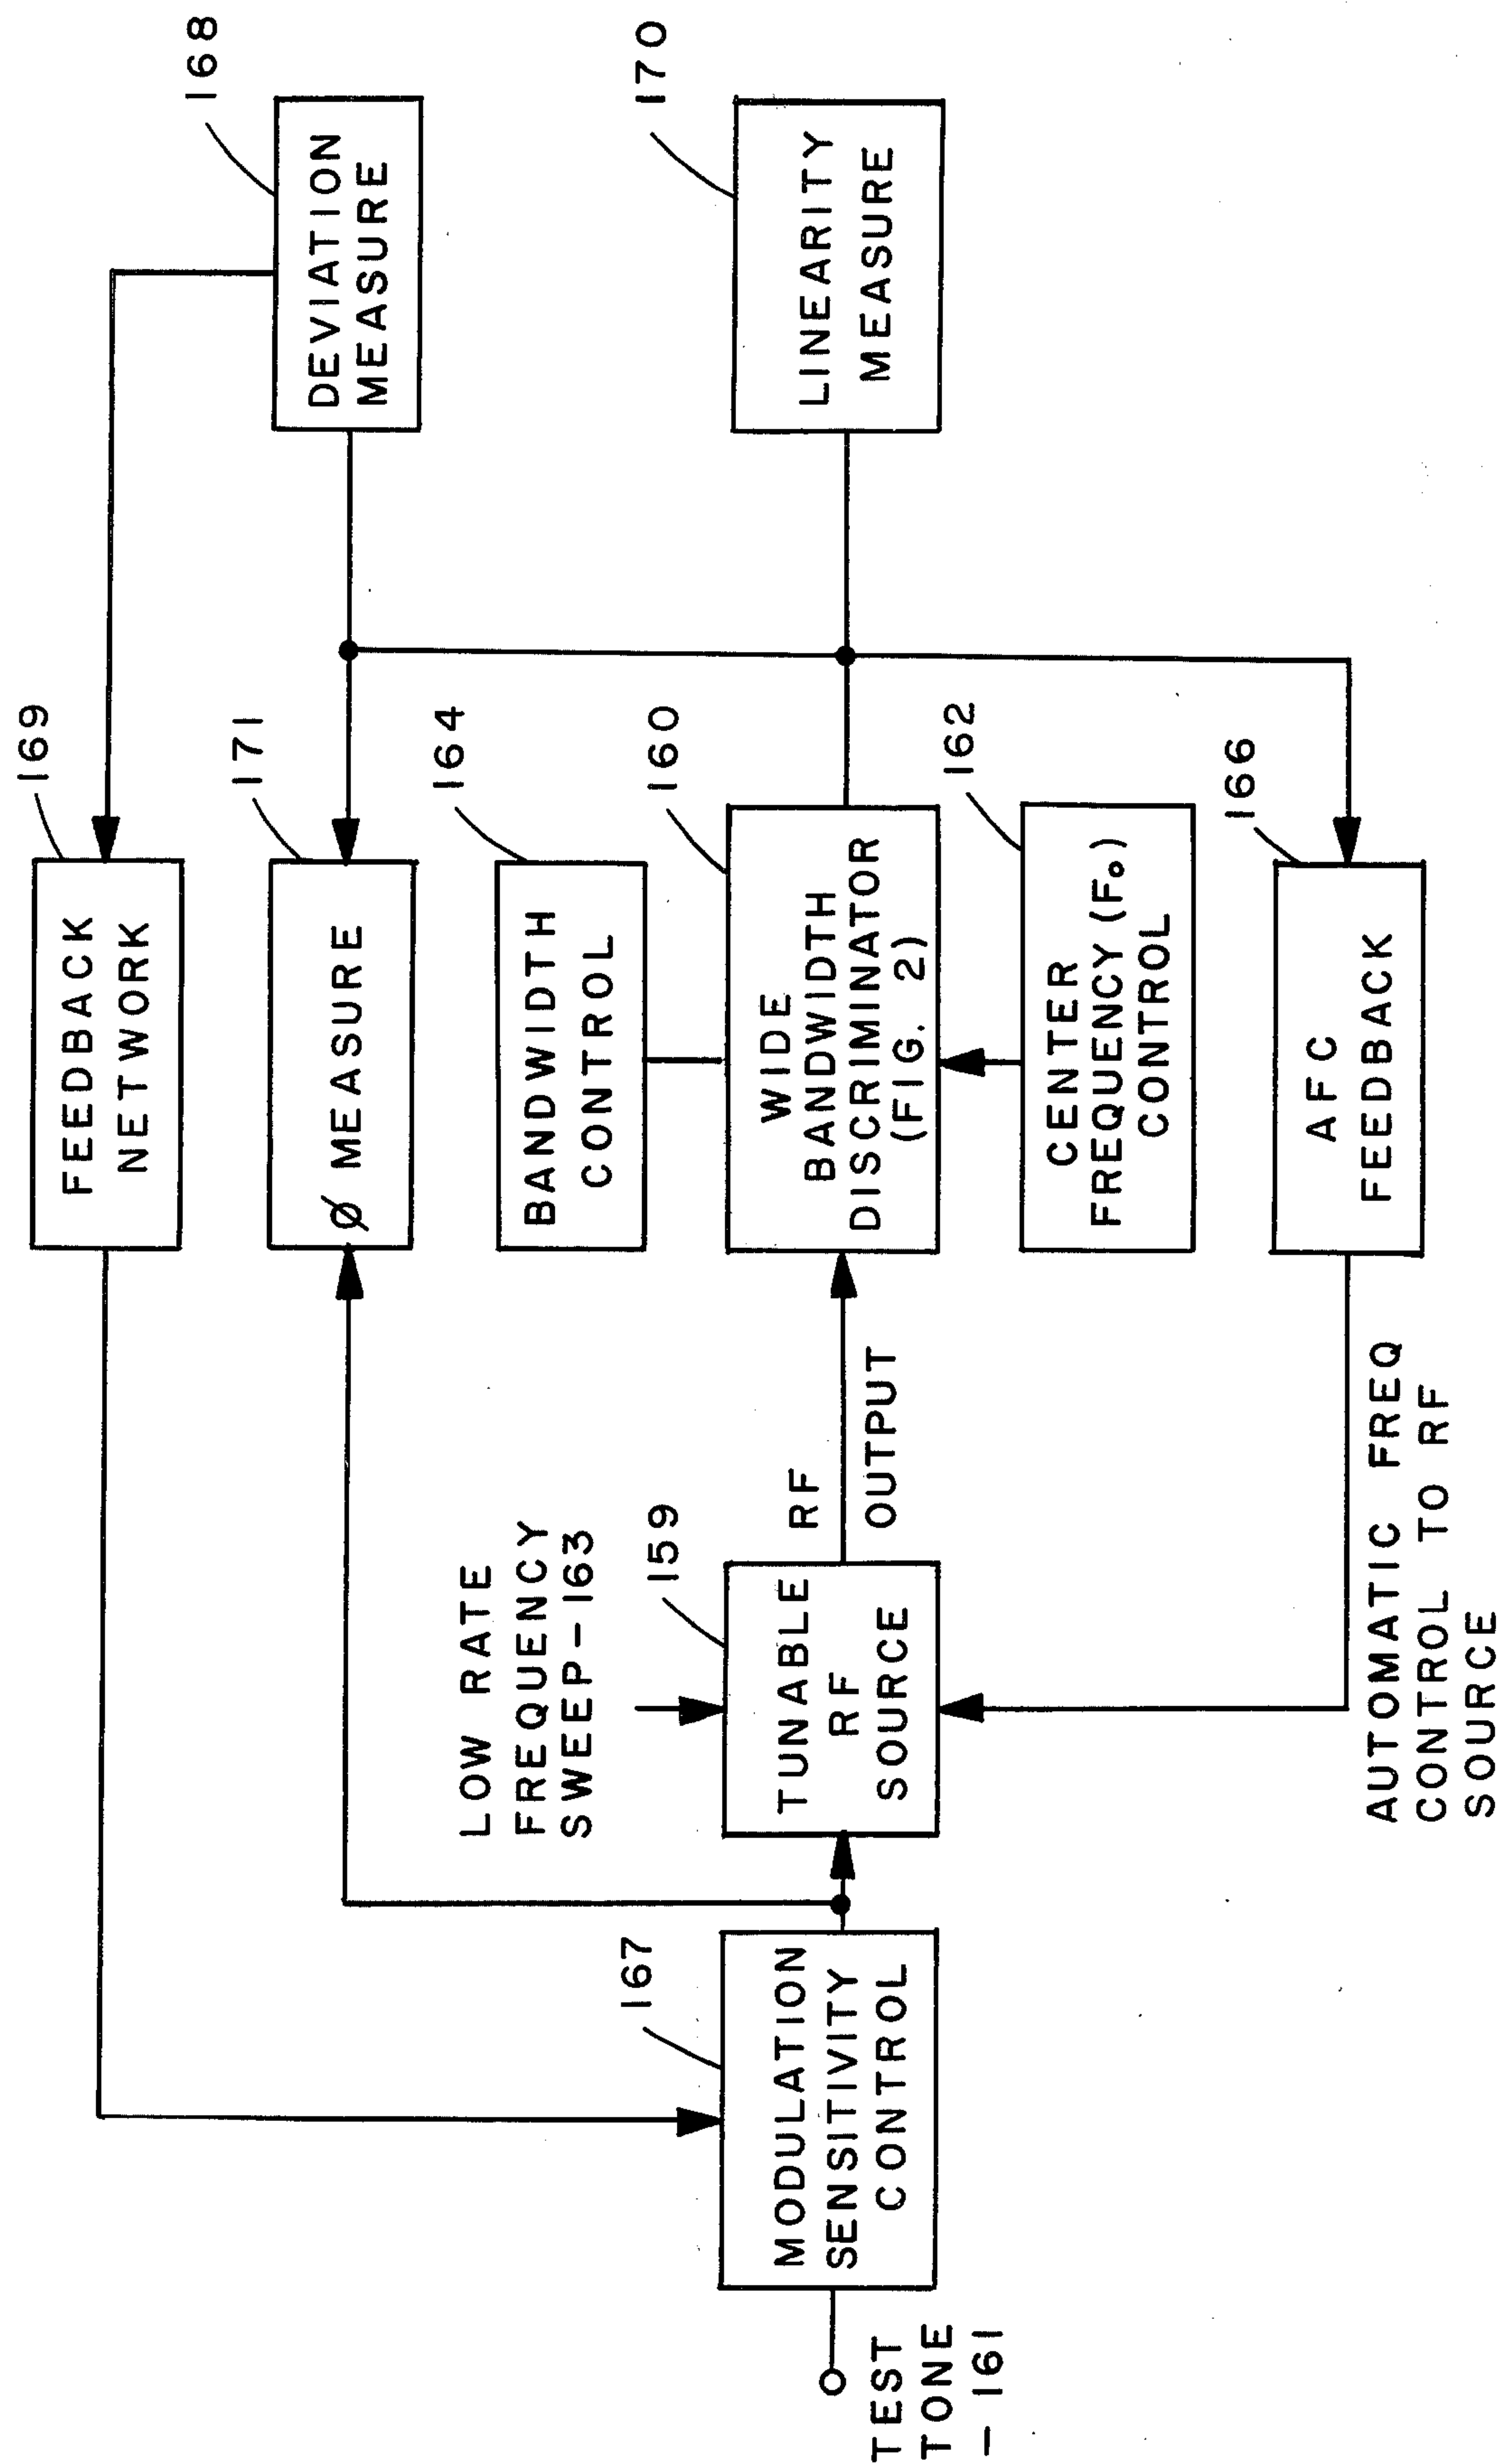 169
FEEDBACK
NETWORK
168
DEVIATION
MEASURE
171
Ø MEASURE
164
BANDWIDTH
CONTROL
LOW RATE
FREQUENCY
SWEEP-163
167
MODULATION
SENSITIVITY
CONTROL
TEST
TONE
-161
159
TUNABLE
RF
SOURCE
RF
OUTPUT
160
WIDE
BANDWIDTH
DISCRIMINATOR
(FIG. 2)
170
LINEARITY
MEASURE
162
CENTER
FREQUENCY (F₀)
CONTROL
166
AFC
FEEDBACK
AUTOMATIC FREQ
CONTROL TO RF
SOURCE